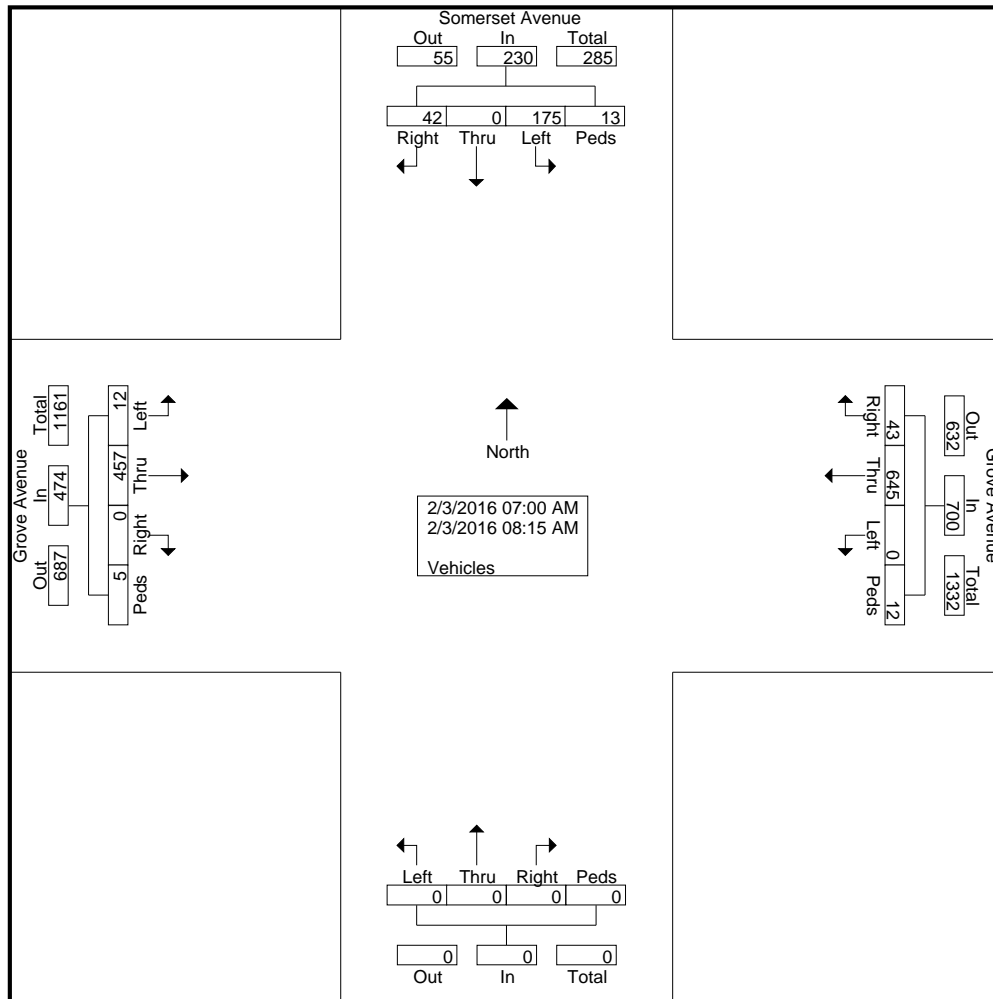 Somerset Avenue
Out In Total
55 230 285
42 0 175 13
Right Thru Left Peds
Grove Avenue
Total In Out
1161 474 687
12 457 0 5
Left Thru Right Peds
North
2/3/2016 07:00 AM
2/3/2016 08:15 AM
Vehicles
Right Thru Left Peds
43 645 0 12
632 700 1332
Out In Total
Grove Avenue
Left Thru Right Peds
0 0 0 0
0 0 0
Out In Total